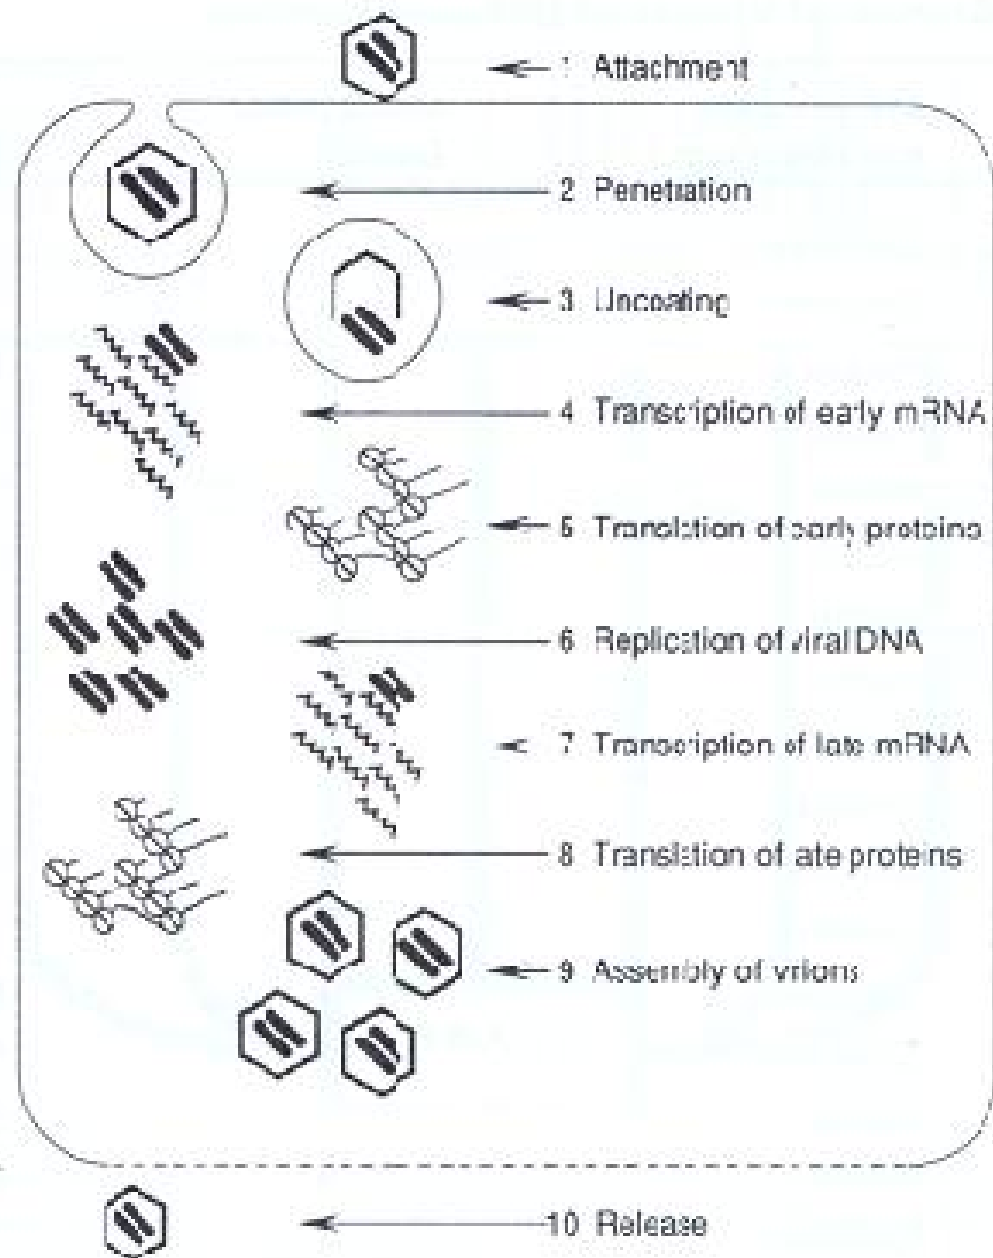 1 Attachment
2 Penetration
3 Uncoating
4 Transcription of early mRNA
5 Translation of early proteins
6 Replication of viral DNA
7 Transcription of late mRNA
8 Translation of late proteins
9 Assembly of virions
10 Release